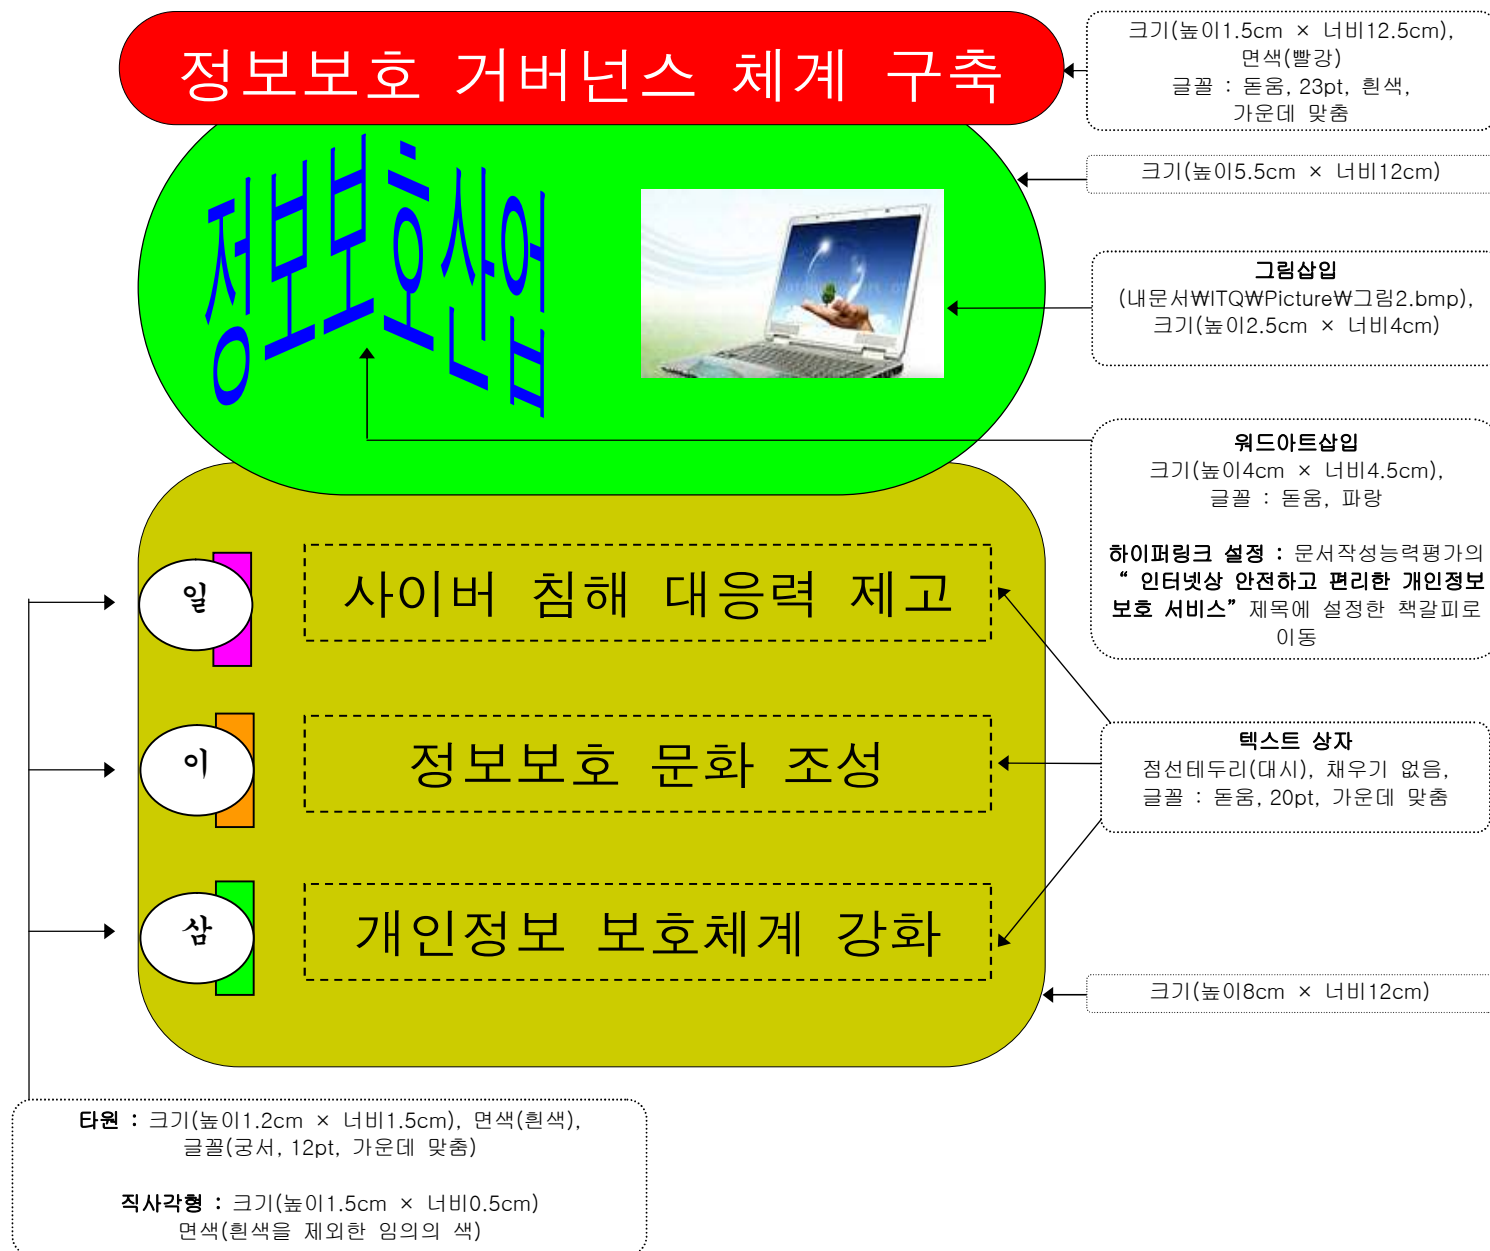 정보보호 거버넌스 체계 구축
크기(높이1.5cm × 너비12.5cm),
면색(빨강)
글꼴 : 돋움, 23pt, 흰색,
가운데 맞춤
크기(높이5.5cm × 너비12cm)
정보보호산업
그림삽입
(내문서₩ITQ₩Picture₩그림2.bmp),
크기(높이2.5cm × 너비4cm)
워드아트삽입
크기(높이4cm × 너비4.5cm),
글꼴 : 돋움, 파랑
하이퍼링크 설정 : 문서작성능력평가의
“ 인터넷상 안전하고 편리한 개인정보
보호 서비스” 제목에 설정한 책갈피로
이동
일
사이버 침해 대응력 제고
이
정보보호 문화 조성
텍스트 상자
점선테두리(대시), 채우기 없음,
글꼴 : 돋움, 20pt, 가운데 맞춤
삼
개인정보 보호체계 강화
크기(높이8cm × 너비12cm)
타원 : 크기(높이1.2cm × 너비1.5cm), 면색(흰색),
글꼴(궁서, 12pt, 가운데 맞춤)
직사각형 : 크기(높이1.5cm × 너비0.5cm)
면색(흰색을 제외한 임의의 색)